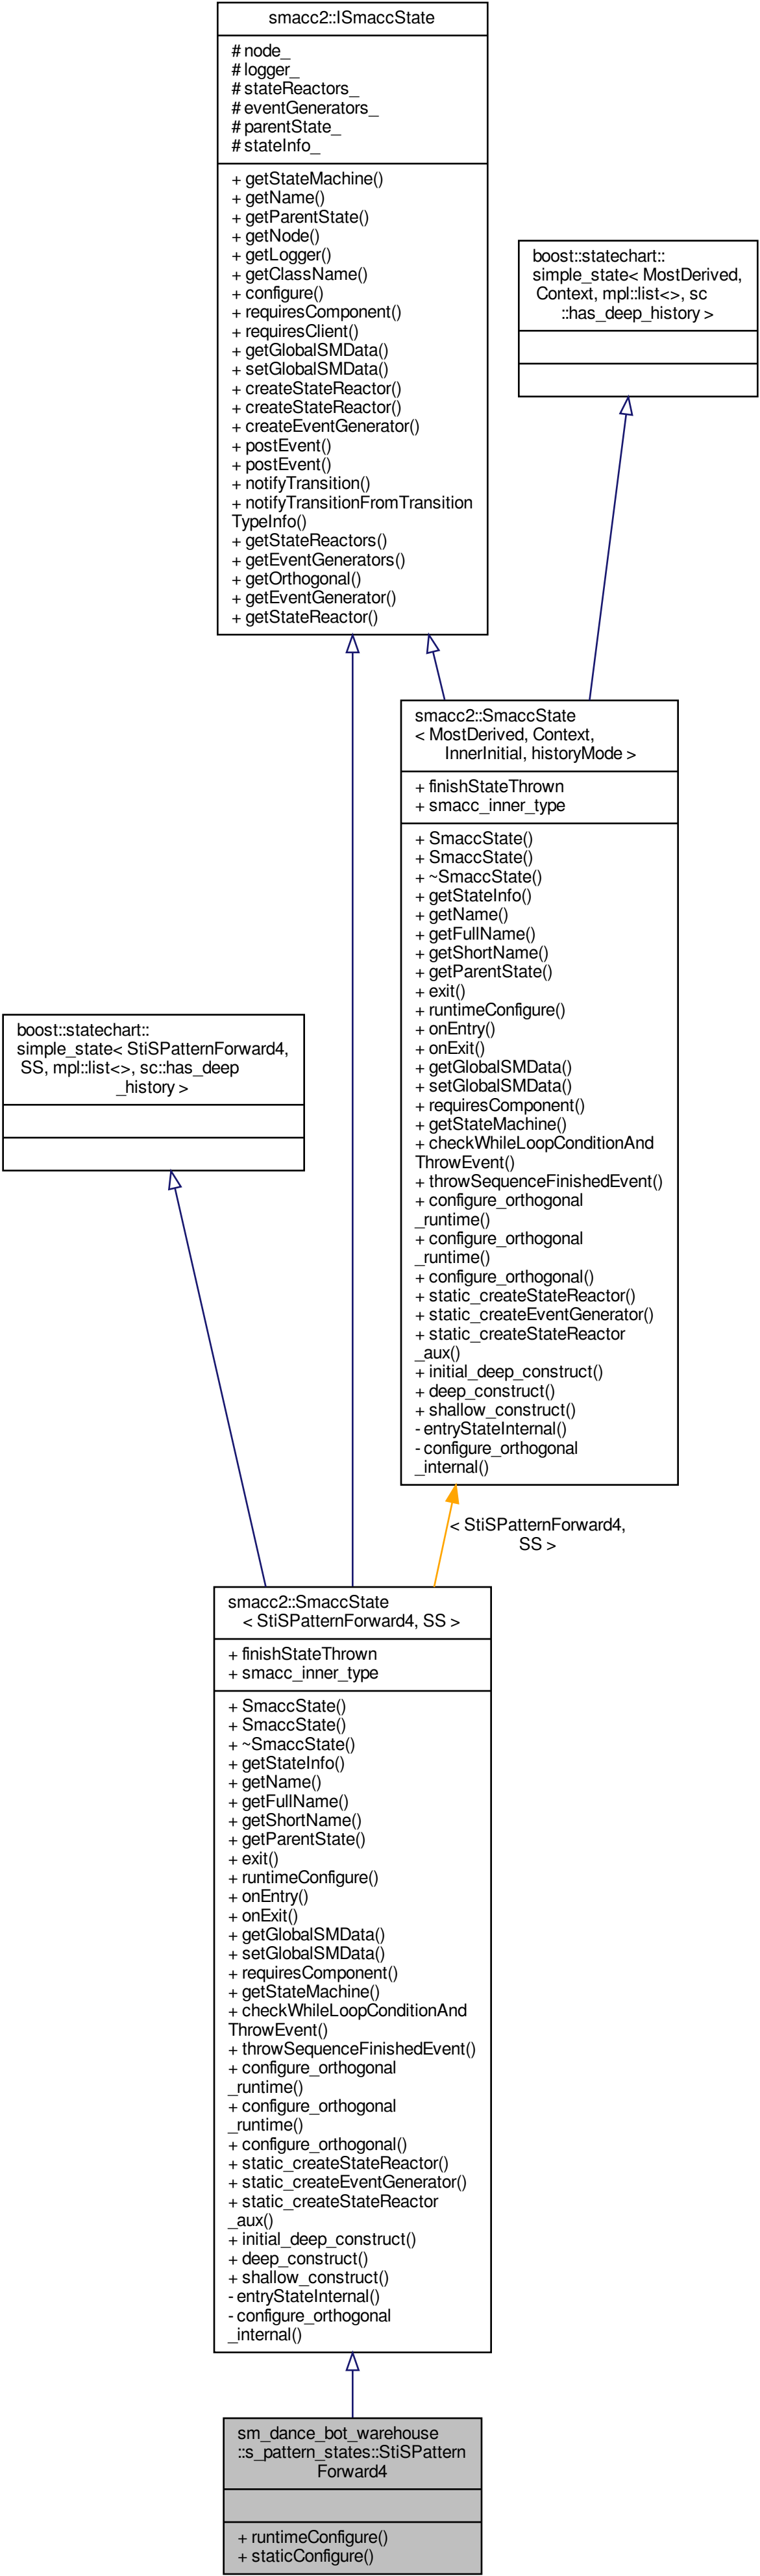 smacc2::ISmaccState
# node_
# logger_
# stateReactors_
# eventGenerators_
# parentState_
# stateInfo_
+ getStateMachine()
+ getName()
+ getParentState()
+ getNode()
+ getLogger()
+ getClassName()
+ configure()
+ requiresComponent()
+ requiresClient()
+ getGlobalSMData()
+ setGlobalSMData()
+ createStateReactor()
+ createStateReactor()
+ createEventGenerator()
+ postEvent()
+ postEvent()
+ notifyTransition()
+ notifyTransitionFromTransition
TypeInfo()
+ getStateReactors()
+ getEventGenerators()
+ getOrthogonal()
+ getEventGenerator()
+ getStateReactor()
boost::statechart::
simple_state< MostDerived,
Context, mpl::list<>, sc
::has_deep_history >
smacc2::SmaccState
< MostDerived, Context,
InnerInitial, historyMode >
+ finishStateThrown
+ smacc_inner_type
+ SmaccState()
+ SmaccState()
+ ~SmaccState()
+ getStateInfo()
+ getName()
+ getFullName()
+ getShortName()
+ getParentState()
+ exit()
+ runtimeConfigure()
+ onEntry()
+ onExit()
+ getGlobalSMData()
+ setGlobalSMData()
+ requiresComponent()
+ getStateMachine()
+ checkWhileLoopConditionAnd
ThrowEvent()
+ throwSequenceFinishedEvent()
+ configure_orthogonal
_runtime()
+ configure_orthogonal
_runtime()
+ configure_orthogonal()
+ static_createStateReactor()
+ static_createEventGenerator()
+ static_createStateReactor
_aux()
+ initial_deep_construct()
+ deep_construct()
+ shallow_construct()
- entryStateInternal()
- configure_orthogonal
_internal()
boost::statechart::
simple_state< StiSPatternForward4,
SS, mpl::list<>, sc::has_deep
_history >
< StiSPatternForward4,
SS >
smacc2::SmaccState
< StiSPatternForward4, SS >
+ finishStateThrown
+ smacc_inner_type
+ SmaccState()
+ SmaccState()
+ ~SmaccState()
+ getStateInfo()
+ getName()
+ getFullName()
+ getShortName()
+ getParentState()
+ exit()
+ runtimeConfigure()
+ onEntry()
+ onExit()
+ getGlobalSMData()
+ setGlobalSMData()
+ requiresComponent()
+ getStateMachine()
+ checkWhileLoopConditionAnd
ThrowEvent()
+ throwSequenceFinishedEvent()
+ configure_orthogonal
_runtime()
+ configure_orthogonal
_runtime()
+ configure_orthogonal()
+ static_createStateReactor()
+ static_createEventGenerator()
+ static_createStateReactor
_aux()
+ initial_deep_construct()
+ deep_construct()
+ shallow_construct()
- entryStateInternal()
- configure_orthogonal
_internal()
sm_dance_bot_warehouse
::s_pattern_states::StiSPattern
Forward4
+ runtimeConfigure()
+ staticConfigure()